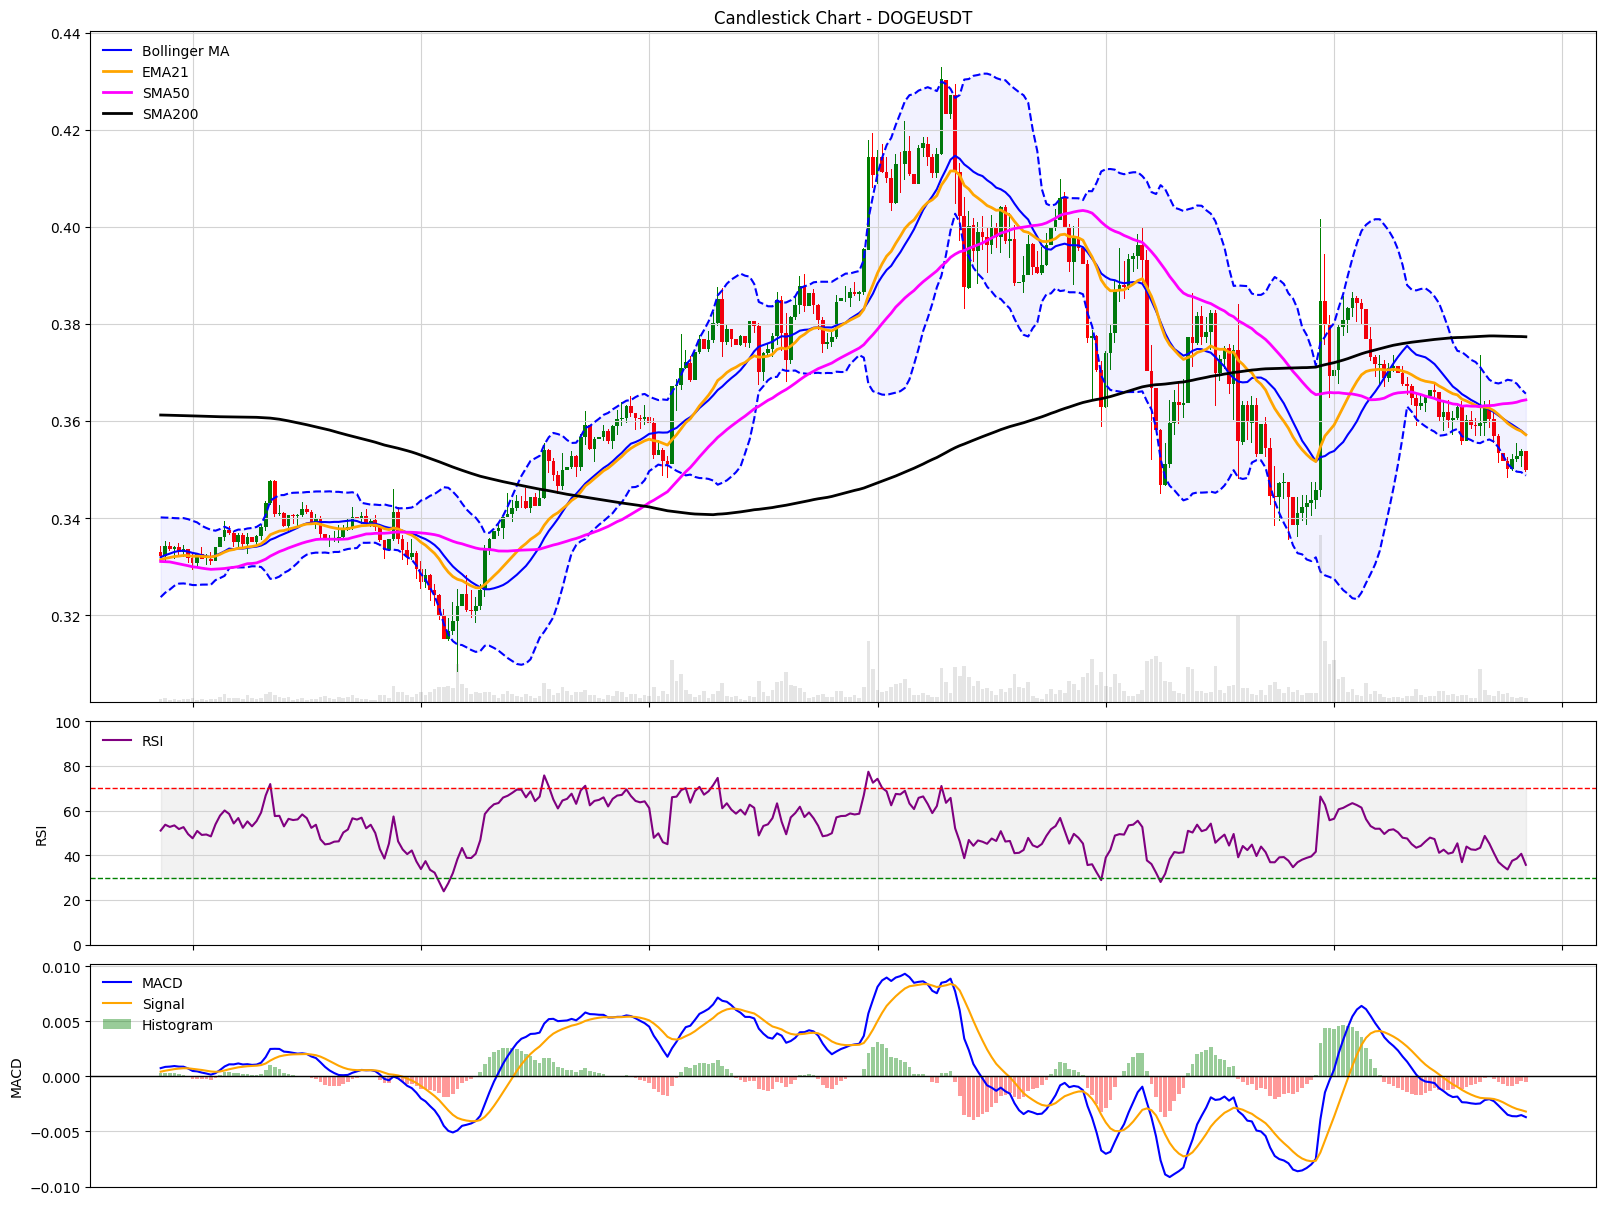 Candlestick Chart - DOGEUSDT
0.44
0.42
0.40
0.38
0.36
0.34
0.32
Bollinger MA
EMA21
SMA50
SMA200
100
80
60
40
20
0
RSI
RSI
0.010
0.005
0.000
−0.005
−0.010
MACD
MACD
Signal
Histogram